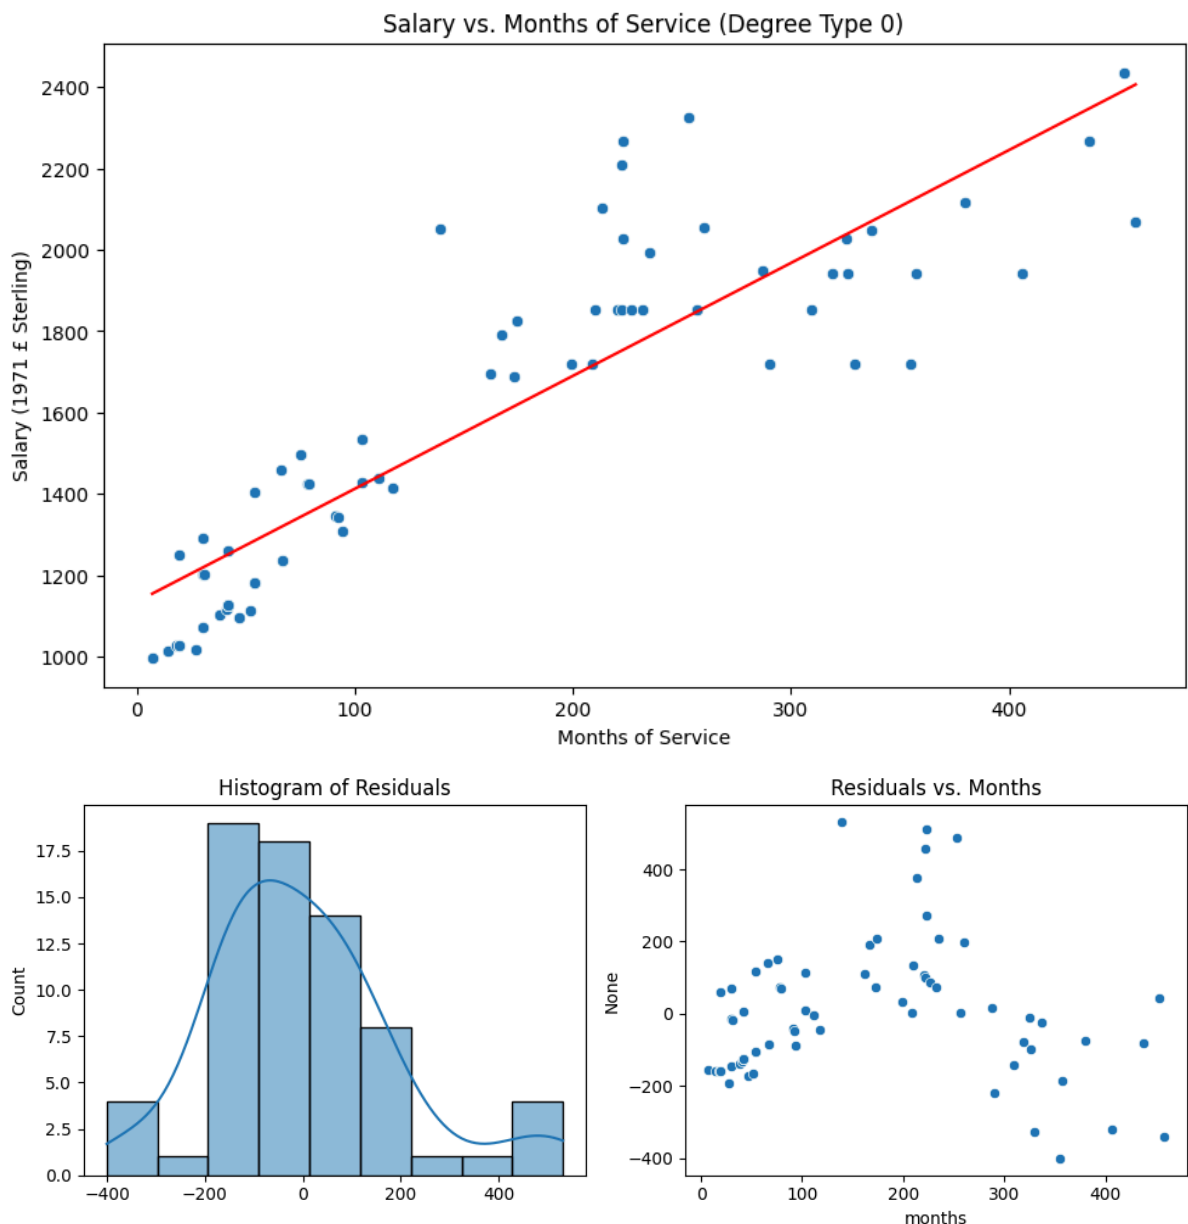 Salary vs. Months of Service (Degree Type 0)
Salary (1971 £ Sterling)
2400
2200
2000
1800
1600
1400
1200
1000
0 100 200 300 400
Months of Service
Histogram of Residuals
Count
17.5
15.0
12.5
10.0
7.5
5.0
2.5
0.0
−400 −200 0 200 400
Residuals vs. Months
None
400
200
0
−200
−400
0 100 200 300 400
months